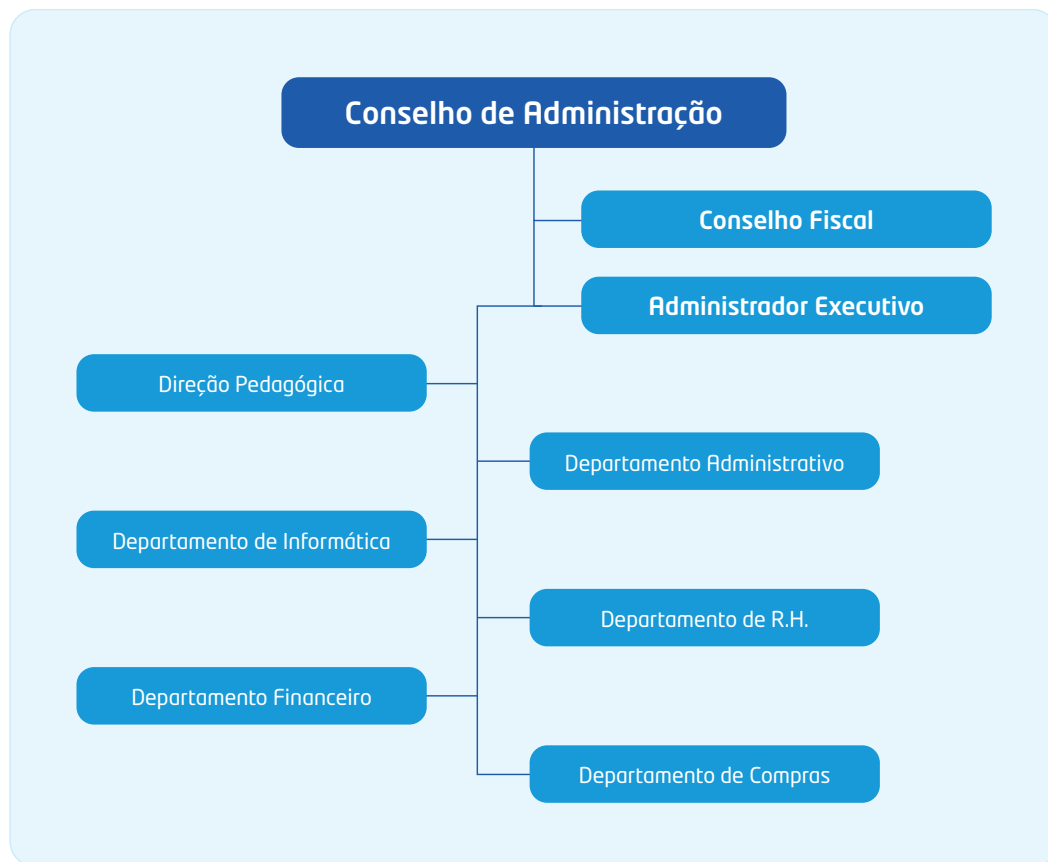 Conselho de Administração
Conselho Fiscal
Administrador Executivo
Direção Pedagógica
Departamento Administrativo
Departamento de Informática
Departamento de R.H.
Departamento Financeiro
Departamento de Compras